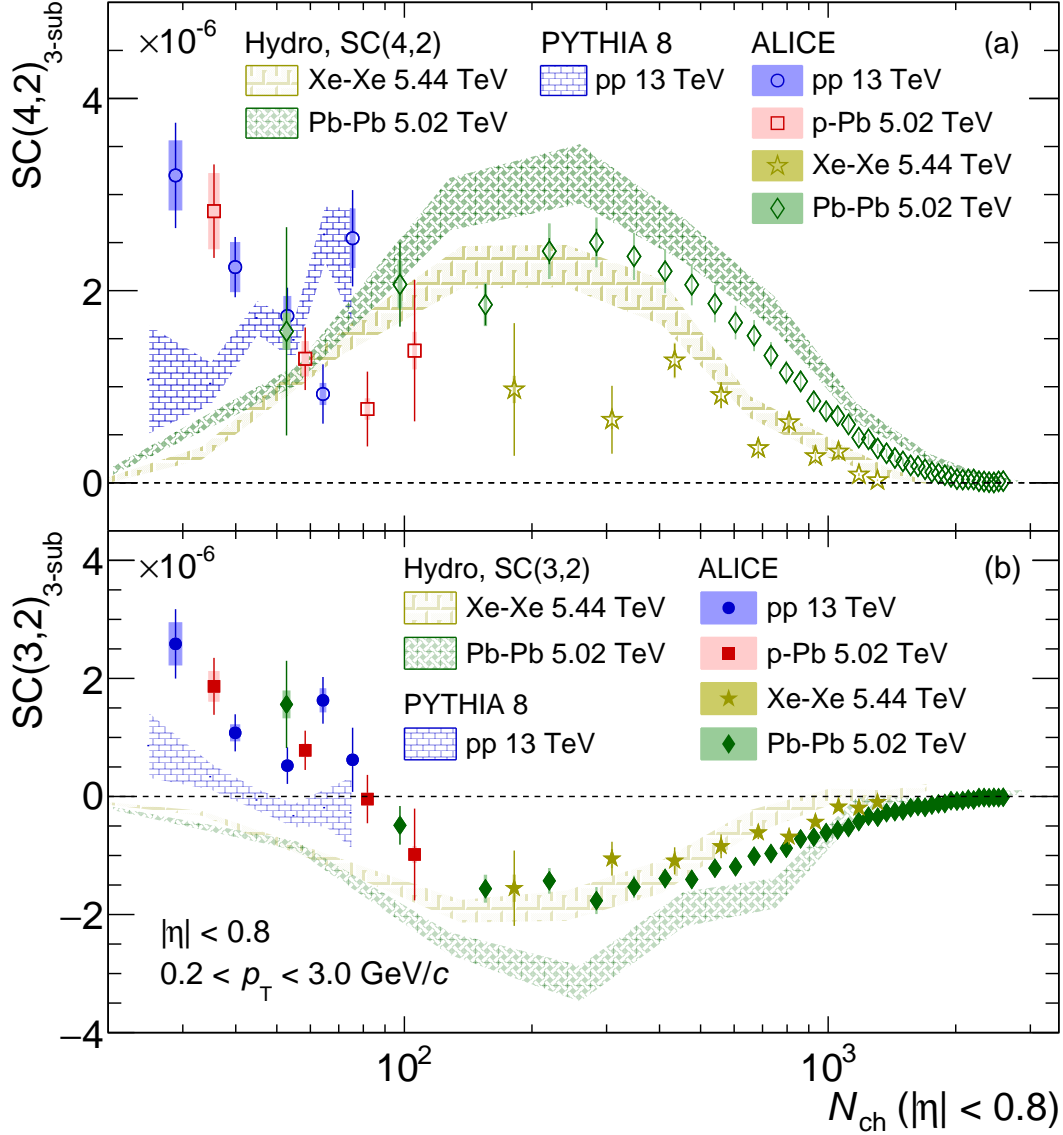 SC(4,2)3-sub
×10⁻⁶
Hydro, SC(4,2)
Xe-Xe 5.44 TeV
Pb-Pb 5.02 TeV
PYTHIA 8
pp 13 TeV
ALICE
pp 13 TeV
p-Pb 5.02 TeV
Xe-Xe 5.44 TeV
Pb-Pb 5.02 TeV
(a)
4
2
0
SC(3,2)3-sub
×10⁻⁶
Hydro, SC(3,2)
Xe-Xe 5.44 TeV
Pb-Pb 5.02 TeV
PYTHIA 8
pp 13 TeV
ALICE
pp 13 TeV
p-Pb 5.02 TeV
Xe-Xe 5.44 TeV
Pb-Pb 5.02 TeV
(b)
4
2
0
−2
−4
|η| < 0.8
0.2 < pT < 3.0 GeV/c
10²
10³
Nch (|η| < 0.8)